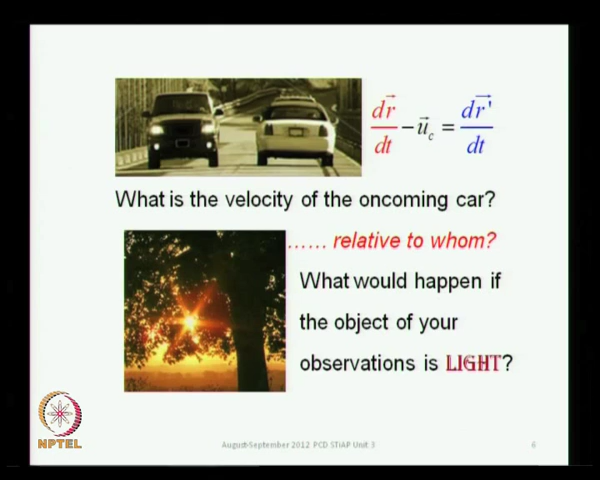 dr⃗/dt − u⃗c = dr⃗'/dt
What is the velocity of the oncoming car?
...... relative to whom?
What would happen if
the object of your
observations is LIGHT?
NPTEL
August-September 2012 PCD STiAP Unit 3
6